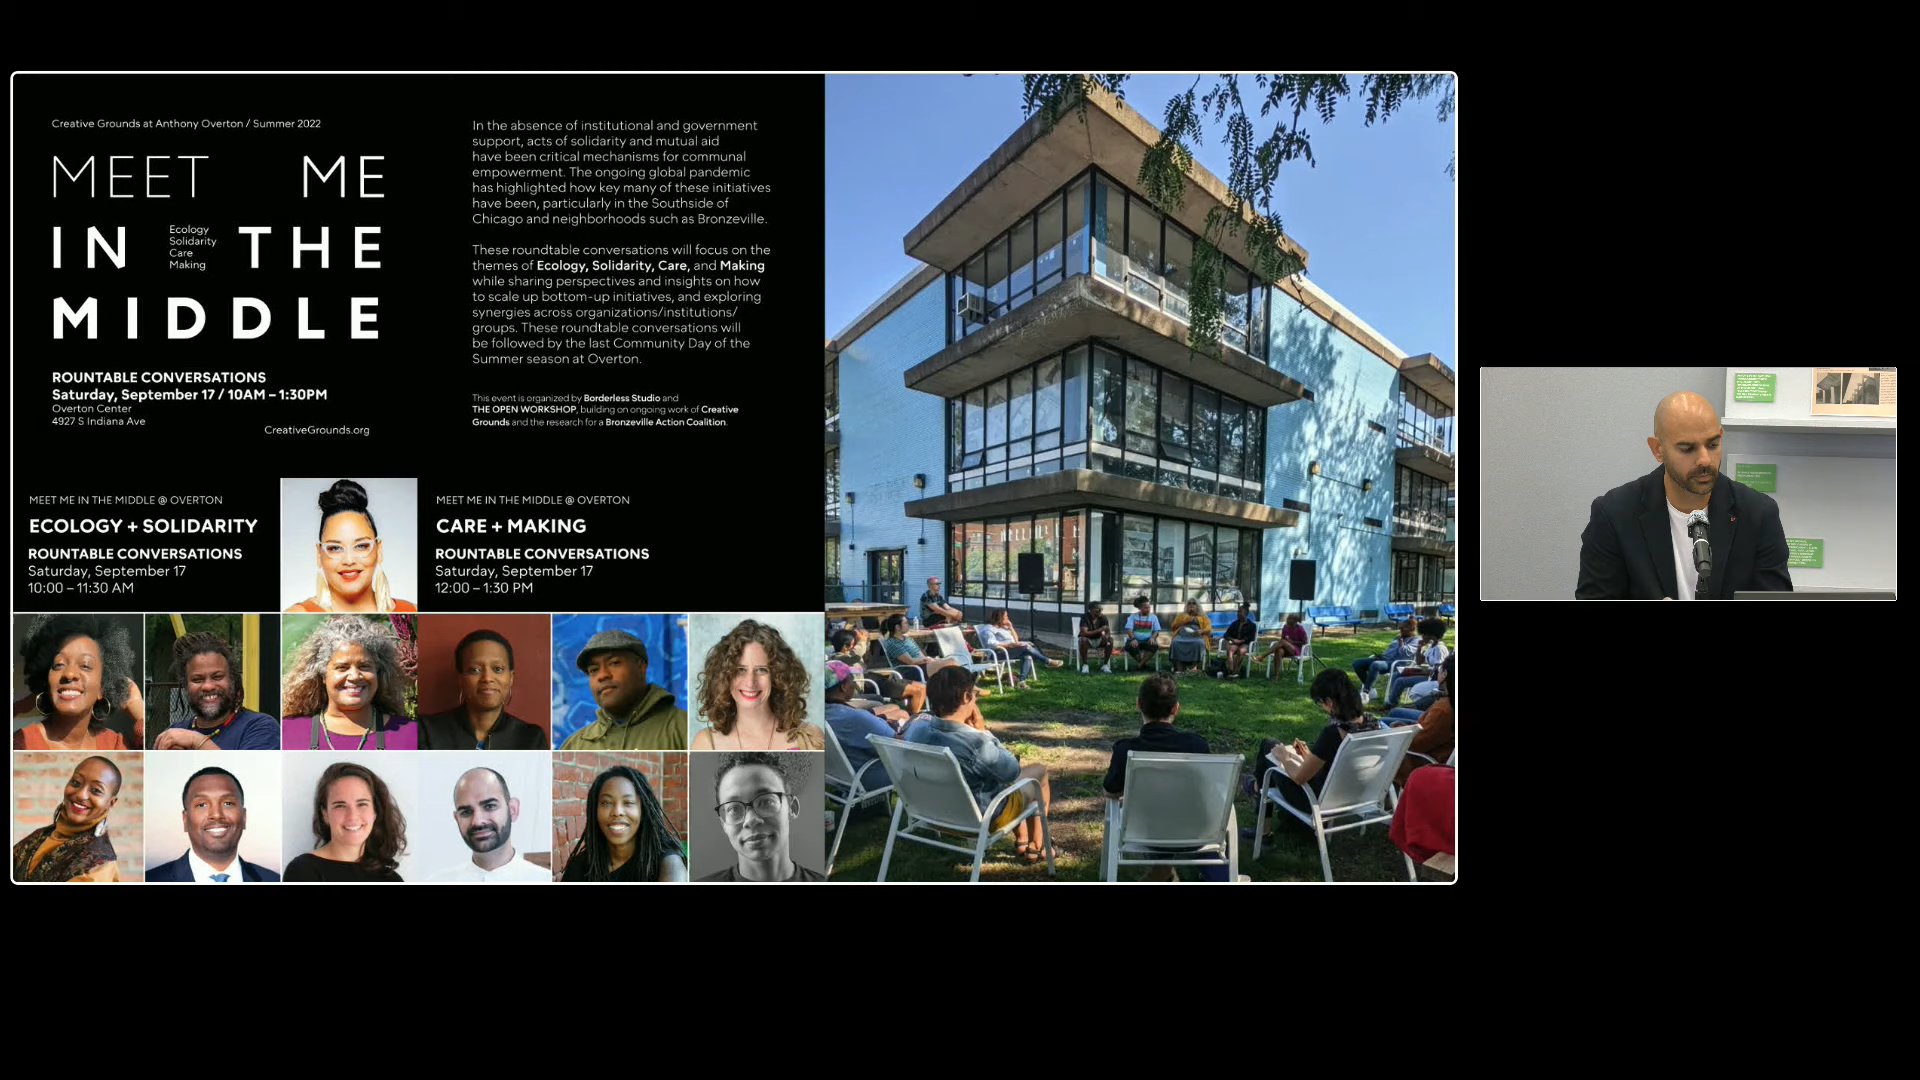 Creative Grounds at Anthony Overton / Summer 2022
MEET ME
IN THE
Ecology
Solidarity
Care
Making
MIDDLE
ROUNTABLE CONVERSATIONS
Saturday, September 17 / 10AM – 1:30PM
Overton Center
4927 S Indiana Ave
CreativeGrounds.org
In the absence of institutional and government
support, acts of solidarity and mutual aid
have been critical mechanisms for communal
empowerment. The ongoing global pandemic
has highlighted how key many of these initiatives
have been, particularly in the Southside of
Chicago and neighborhoods such as Bronzeville.
These roundtable conversations will focus on the
themes of Ecology, Solidarity, Care, and Making
while sharing perspectives and insights on how
to scale up bottom-up initiatives, and exploring
synergies across organizations/institutions/
groups. These roundtable conversations will
be followed by the last Community Day of the
Summer season at Overton.
This event is organized by Borderless Studio and
THE OPEN WORKSHOP, building on ongoing work of Creative
Grounds and the research for a Bronzeville Action Coalition.
MEET ME IN THE MIDDLE @ OVERTON
ECOLOGY + SOLIDARITY
ROUNTABLE CONVERSATIONS
Saturday, September 17
10:00 – 11:30 AM
MEET ME IN THE MIDDLE @ OVERTON
CARE + MAKING
ROUNTABLE CONVERSATIONS
Saturday, September 17
12:00 – 1:30 PM